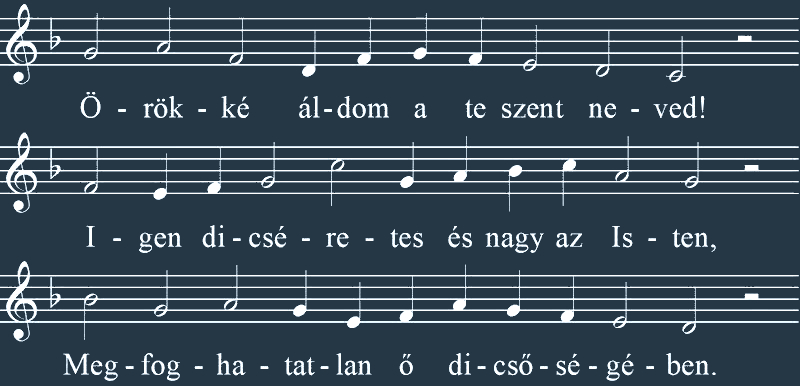 Ö - rök - ké ál - dom a te szent ne - ved!
I - gen di - csé - re - tes és nagy az Is - ten,
Meg - fog - ha - tat - lan ő di - cső - sé - gé - ben.